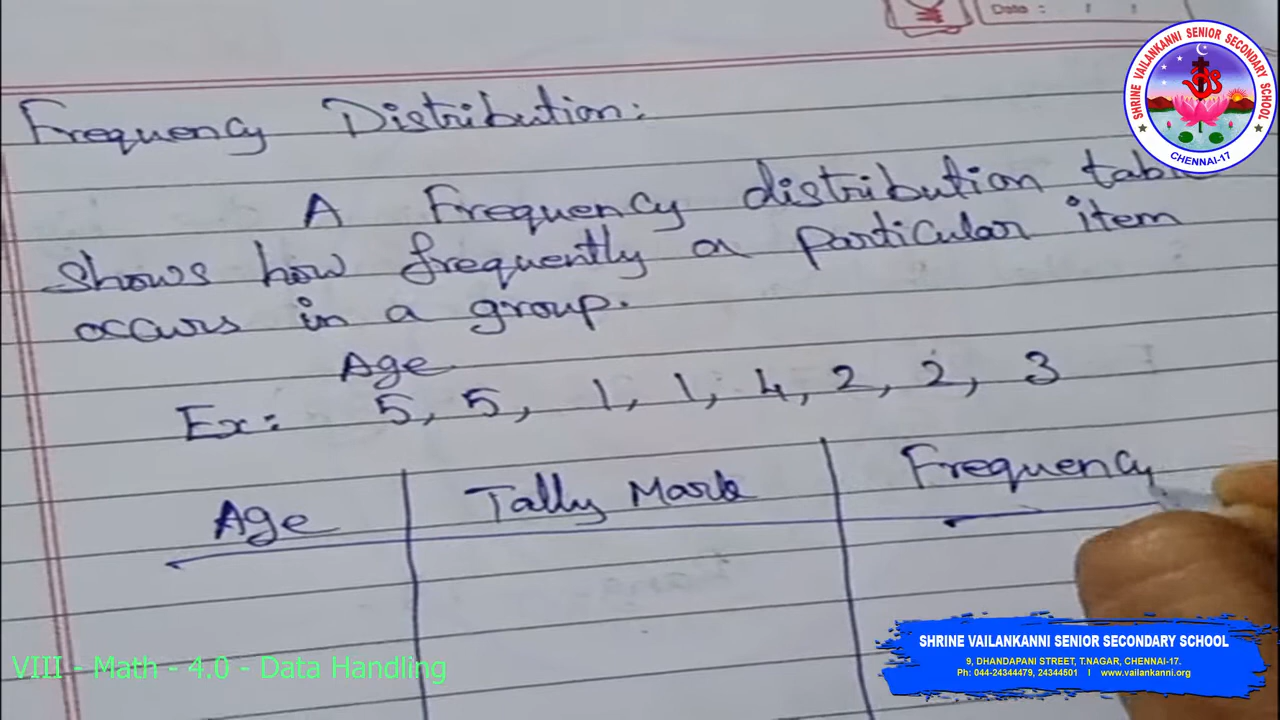 Date : / /
SHRINE VAILANKANNI SENIOR SECONDARY SCHOOL
CHENNAI-17
Frequency Distribution:
A Frequency distribution table
shows how frequently a particular item
occurs in a group.
Age
Ex: 5, 5, 1, 1, 4, 2, 2, 3
Age Tally Mark Frequency
SHRINE VAILANKANNI SENIOR SECONDARY SCHOOL
9, DHANDAPANI STREET, T.NAGAR, CHENNAI-17.
Ph: 044-24344479, 24344501 I www.vailankanni.org
VIII - Math - 4.0 - Data Handling